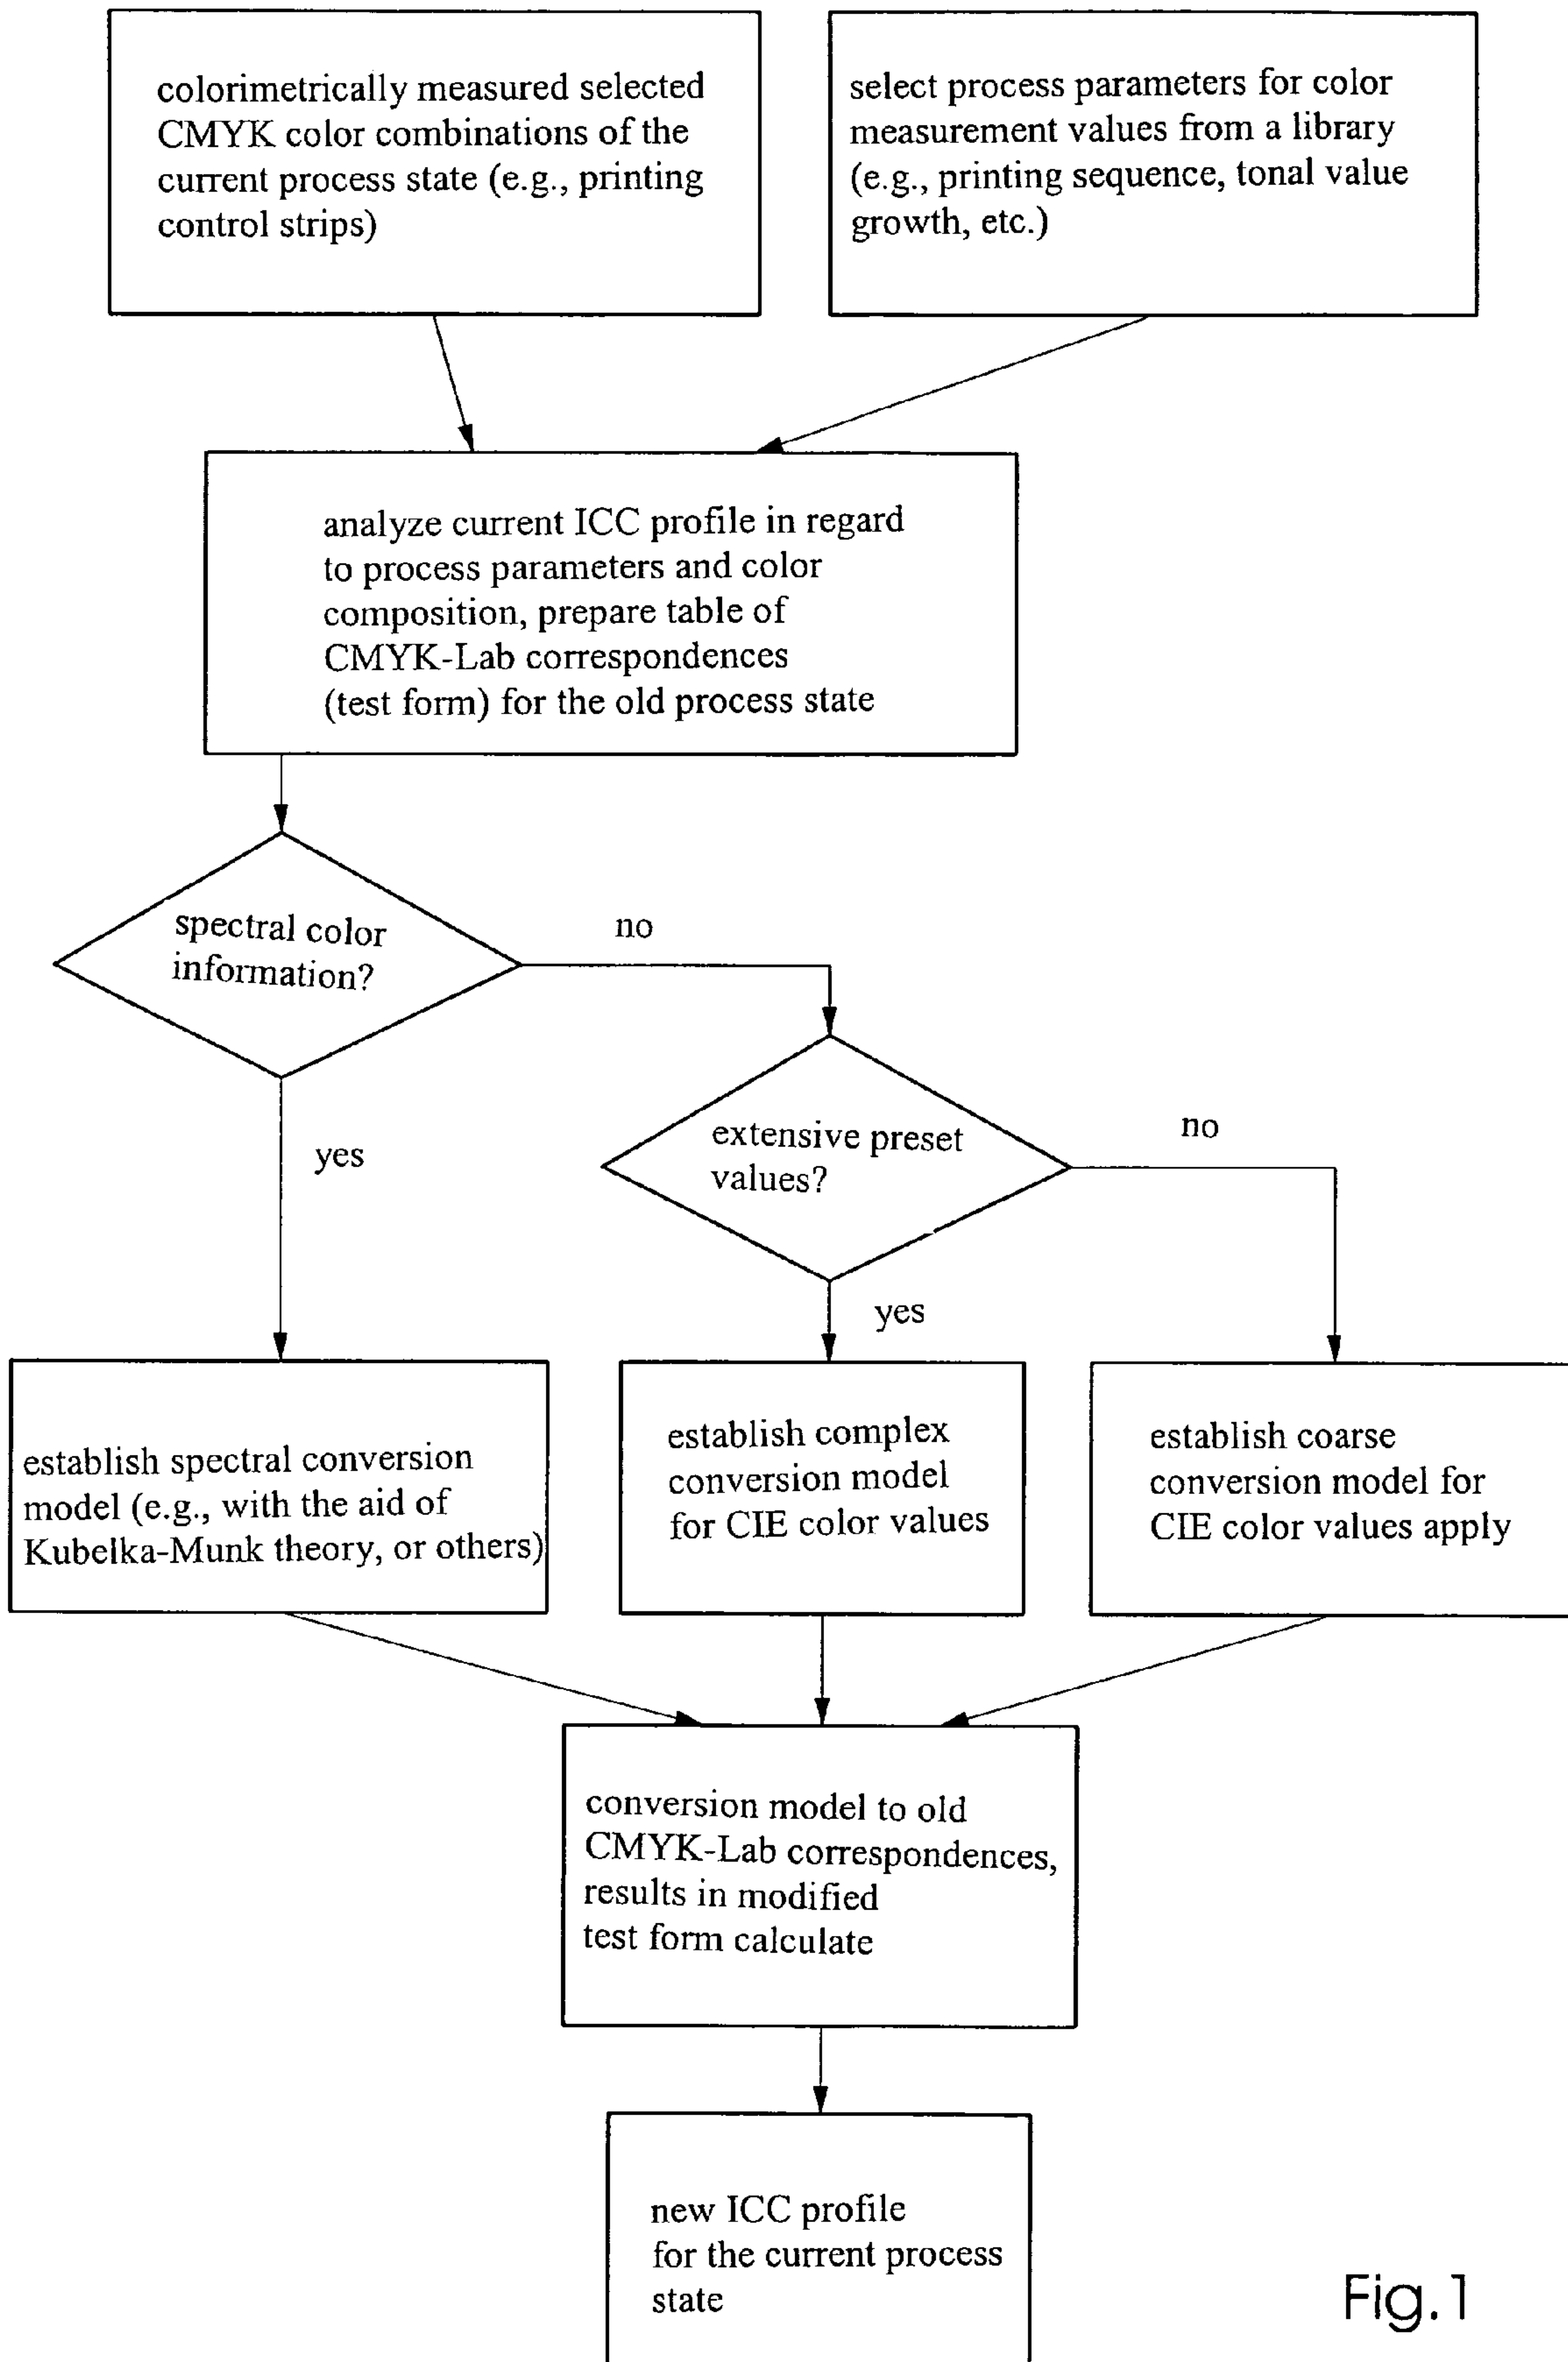 colorimetrically measured selected
CMYK color combinations of the
current process state (e.g., printing
control strips)
select process parameters for color
measurement values from a library
(e.g., printing sequence, tonal value
growth, etc.)
analyze current ICC profile in regard
to process parameters and color
composition, prepare table of
CMYK-Lab correspondences
(test form) for the old process state
spectral color
information?
no
yes
extensive preset
values?
no
yes
establish spectral conversion
model (e.g., with the aid of
Kubelka-Munk theory, or others)
establish complex
conversion model
for CIE color values
establish coarse
conversion model for
CIE color values apply
conversion model to old
CMYK-Lab correspondences,
results in modified
test form calculate
new ICC profile
for the current process
state
Fig.1